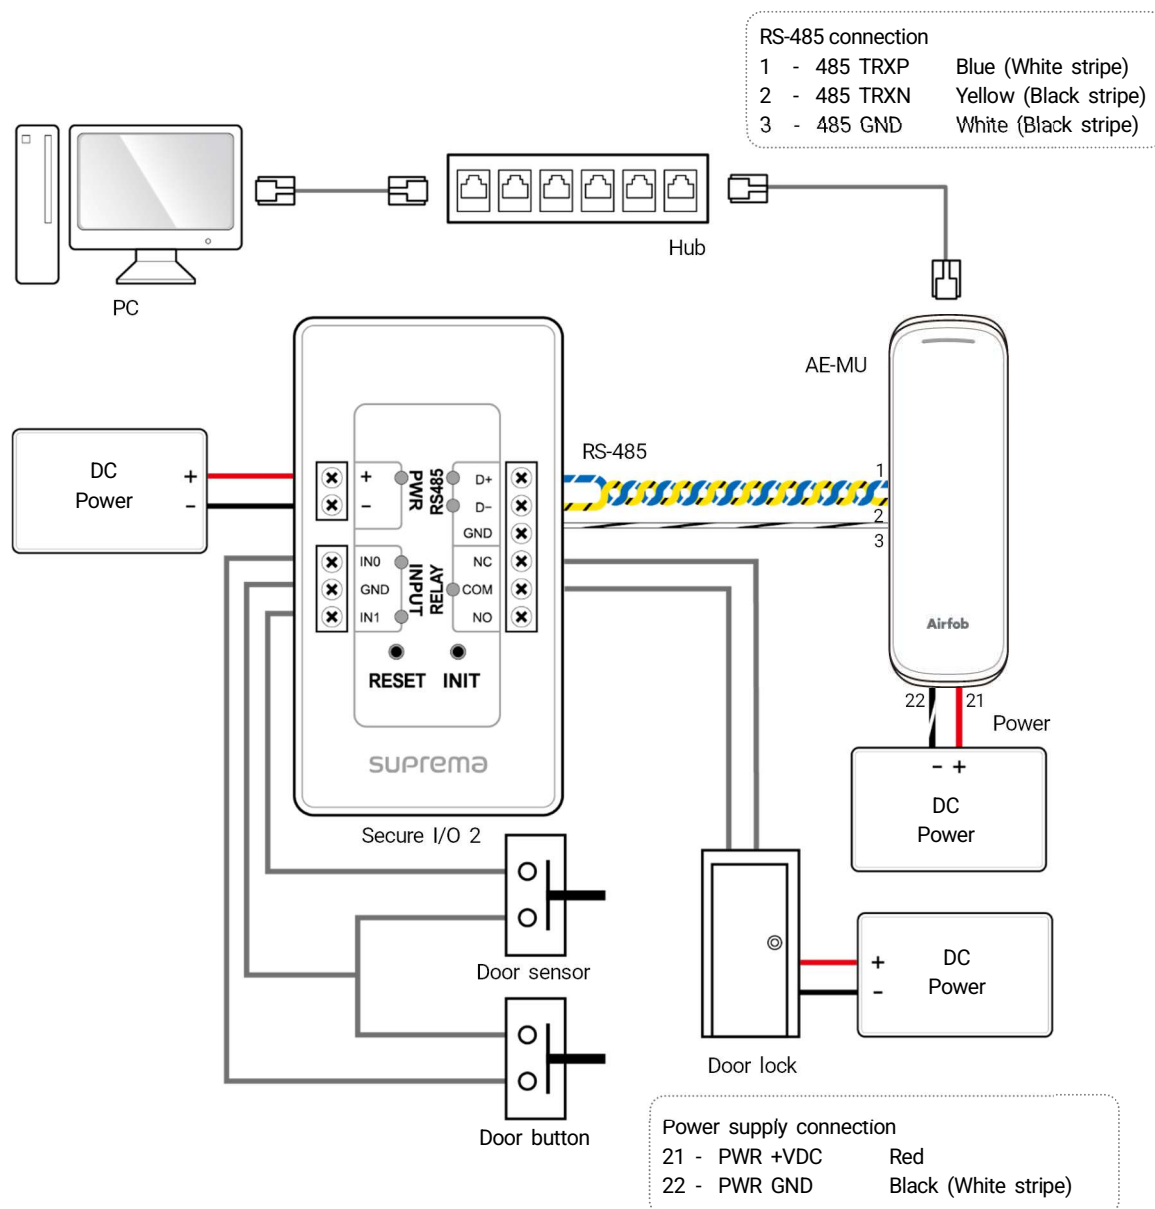 RS-485 connection
1 - 485 TRXP Blue (White stripe)
2 - 485 TRXN Yellow (Black stripe)
3 - 485 GND White (Black stripe)
Hub
PC
AE-MU
RS-485
1
2
3
Airfob
DC
Power
+
−
+
−
PWR
RS485
D+
D−
GND
IN0
GND
IN1
INPUT
RELAY
NC
COM
NO
RESET INIT
suprema
Secure I/O 2
22
21
Power
− +
DC
Power
Door sensor
Door button
Door lock
+
−
DC
Power
Power supply connection
21 - PWR +VDC Red
22 - PWR GND Black (White stripe)